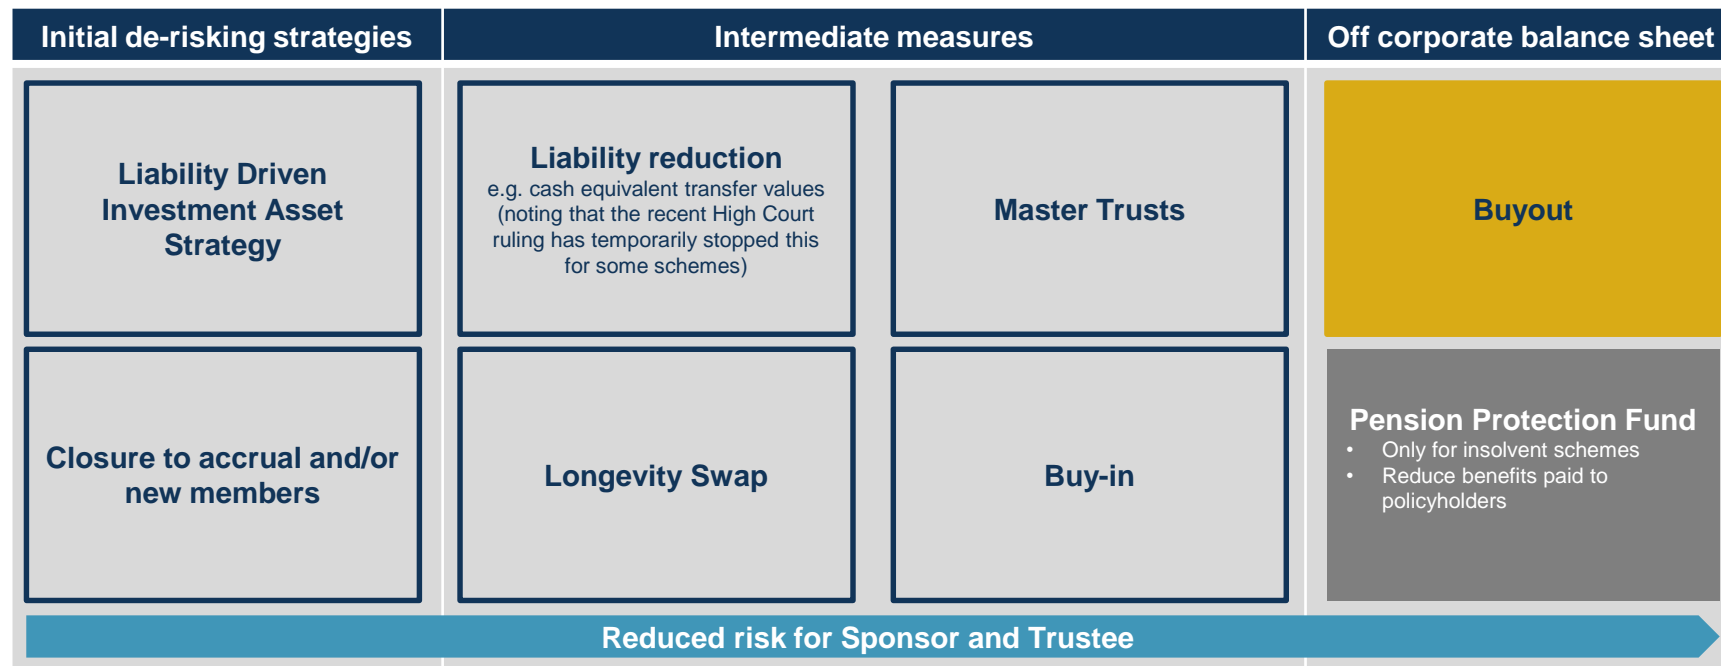 Initial de-risking strategies
Intermediate measures
Off corporate balance sheet
Liability Driven
Investment Asset
Strategy
Liability reduction
e.g. cash equivalent transfer values
(noting that the recent High Court
ruling has temporarily stopped this
for some schemes)
Master Trusts
Buyout
Closure to accrual and/or
new members
Longevity Swap
Buy-in
Pension Protection Fund
• Only for insolvent schemes
• Reduce benefits paid to
policyholders
Reduced risk for Sponsor and Trustee